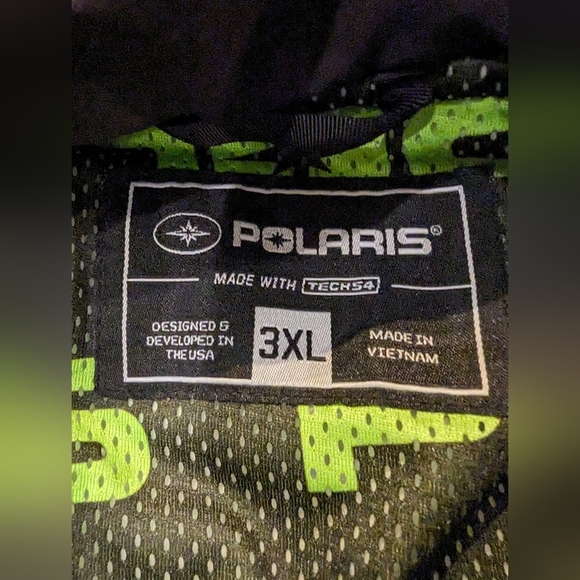 POLARIS®
MADE WITH TECH54
DESIGNED &
DEVELOPED IN
THE USA
3XL
MADE IN
VIETNAM